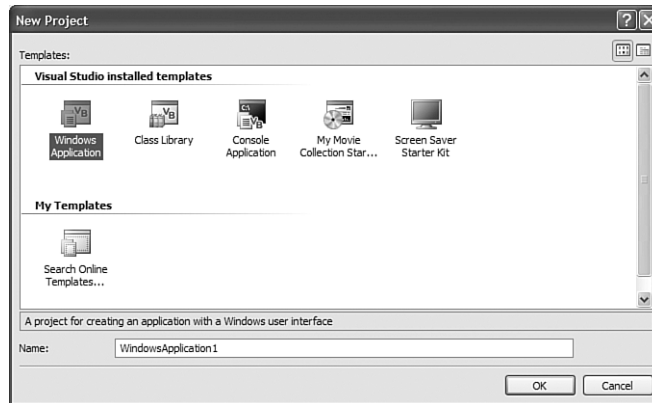 New Project
Templates:
Visual Studio installed templates
Windows Application
Class Library
Console Application
My Movie Collection Star...
Screen Saver Starter Kit
My Templates
Search Online Templates...
A project for creating an application with a Windows user interface
Name:
WindowsApplication1
OK
Cancel